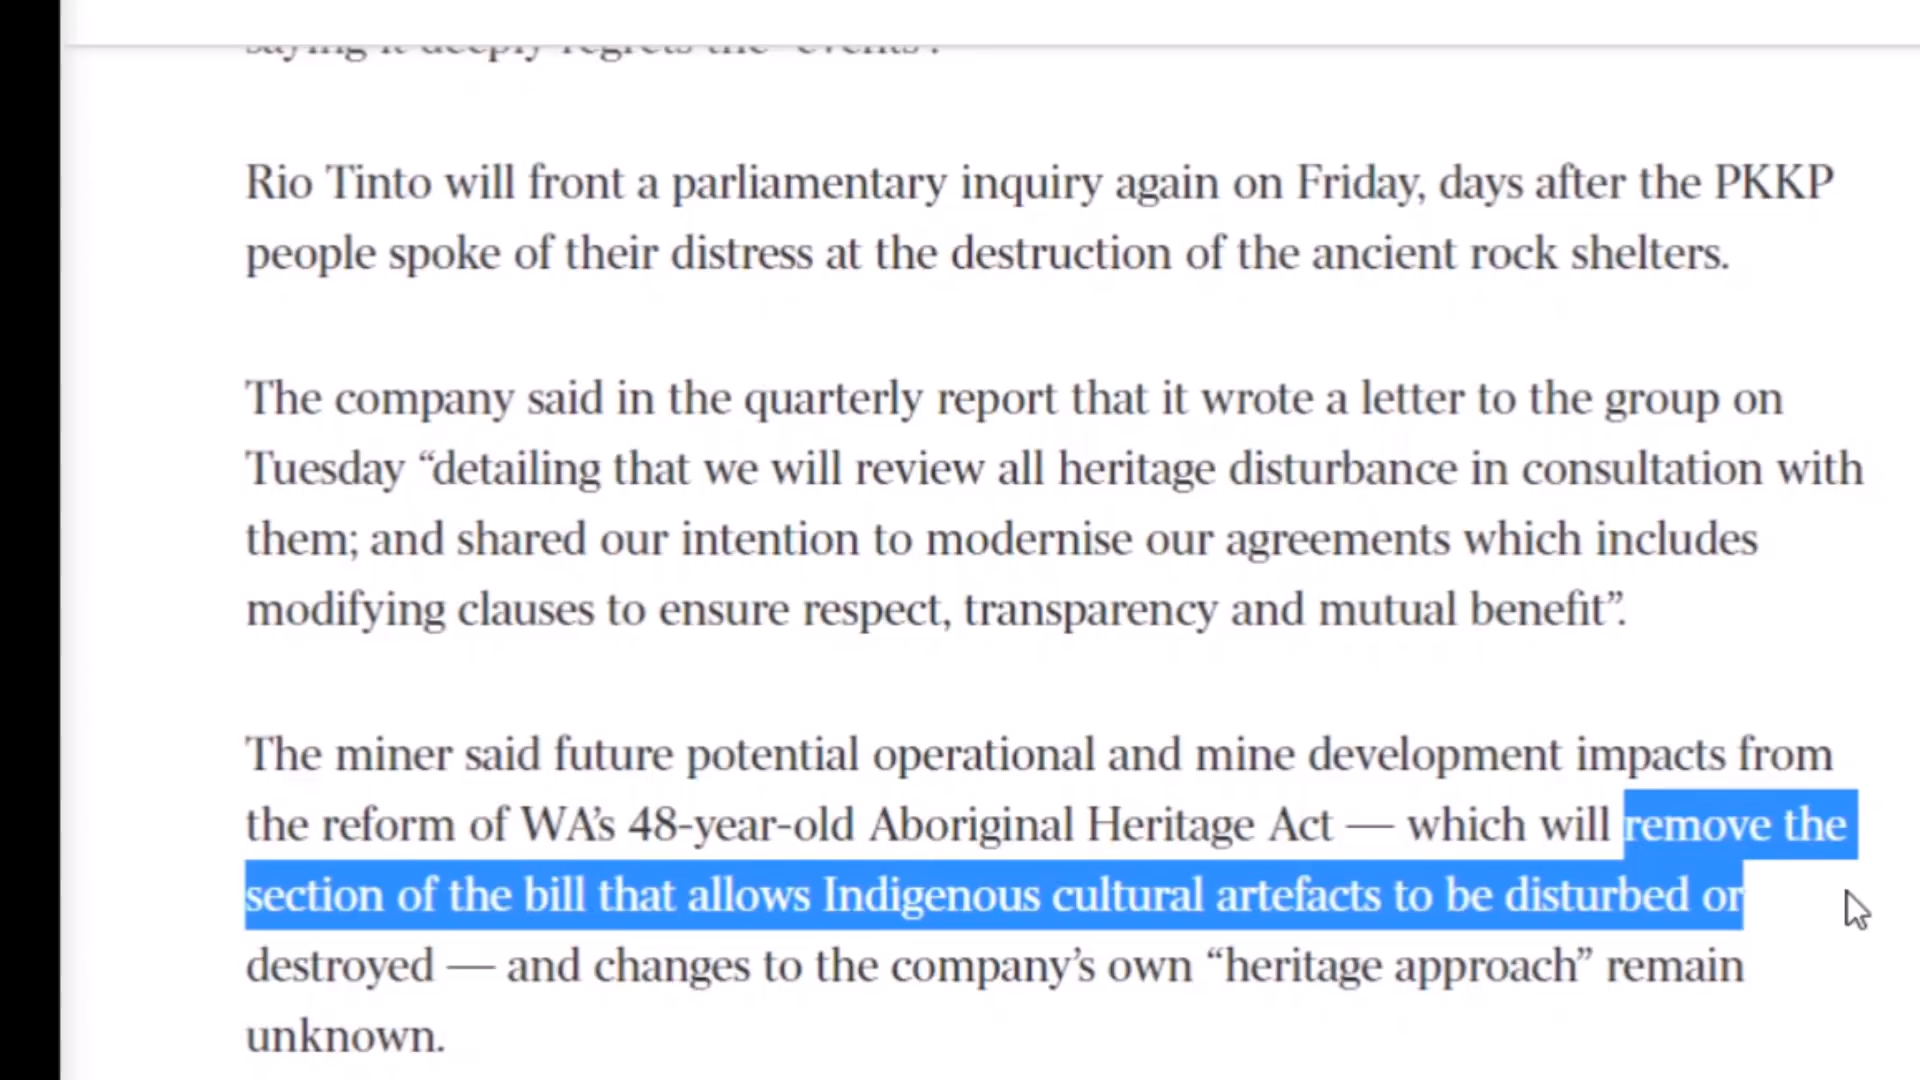 saying it deeply regrets the "events".
Rio Tinto will front a parliamentary inquiry again on Friday, days after the PKKP
people spoke of their distress at the destruction of the ancient rock shelters.
The company said in the quarterly report that it wrote a letter to the group on
Tuesday “detailing that we will review all heritage disturbance in consultation with
them; and shared our intention to modernise our agreements which includes
modifying clauses to ensure respect, transparency and mutual benefit”.
The miner said future potential operational and mine development impacts from
the reform of WA’s 48-year-old Aboriginal Heritage Act — which will remove the
section of the bill that allows Indigenous cultural artefacts to be disturbed or
destroyed — and changes to the company’s own “heritage approach” remain
unknown.